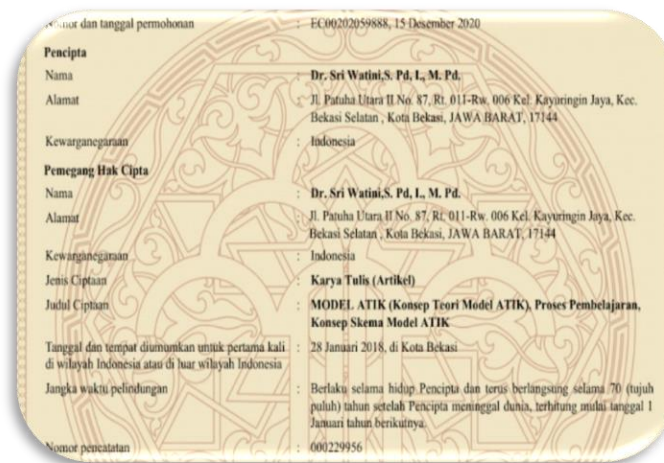 Nomor dan tanggal permohonan : EC00202059888, 15 Desember 2020
Pencipta
Nama : Dr. Sri Watini,S. Pd, I., M. Pd.
Alamat : Jl. Patuha Utara II No. 87, Rt. 011-Rw. 006 Kel. Kayuringin Jaya, Kec.
Bekasi Selatan , Kota Bekasi, JAWA BARAT, 17144
Kewarganegaraan : Indonesia
Pemegang Hak Cipta
Nama : Dr. Sri Watini,S. Pd, I., M. Pd.
Alamat : Jl. Patuha Utara II No. 87, Rt. 011-Rw. 006 Kel. Kayuringin Jaya, Kec.
Bekasi Selatan , Kota Bekasi, JAWA BARAT, 17144
Kewarganegaraan : Indonesia
Jenis Ciptaan : Karya Tulis (Artikel)
Judul Ciptaan : MODEL ATIK (Konsep Teori Model ATIK), Proses Pembelajaran,
Konsep Skema Model ATIK
Tanggal dan tempat diumumkan untuk pertama kali : 28 Januari 2018, di Kota Bekasi
di wilayah Indonesia atau di luar wilayah Indonesia
Jangka waktu pelindungan : Berlaku selama hidup Pencipta dan terus berlangsung selama 70 (tujuh
puluh) tahun setelah Pencipta meninggal dunia, terhitung mulai tanggal 1
Januari tahun berikutnya.
Nomor pencatatan : 000229956